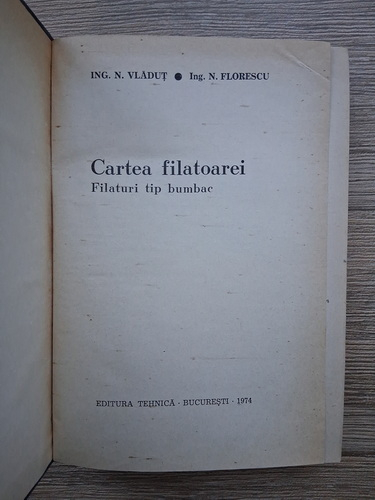 ING. N. VLĂDUȚ ● Ing. N. FLORESCU
Cartea filatoarei
Filaturi tip bumbac
EDITURA TEHNICĂ · BUCUREȘTI · 1974